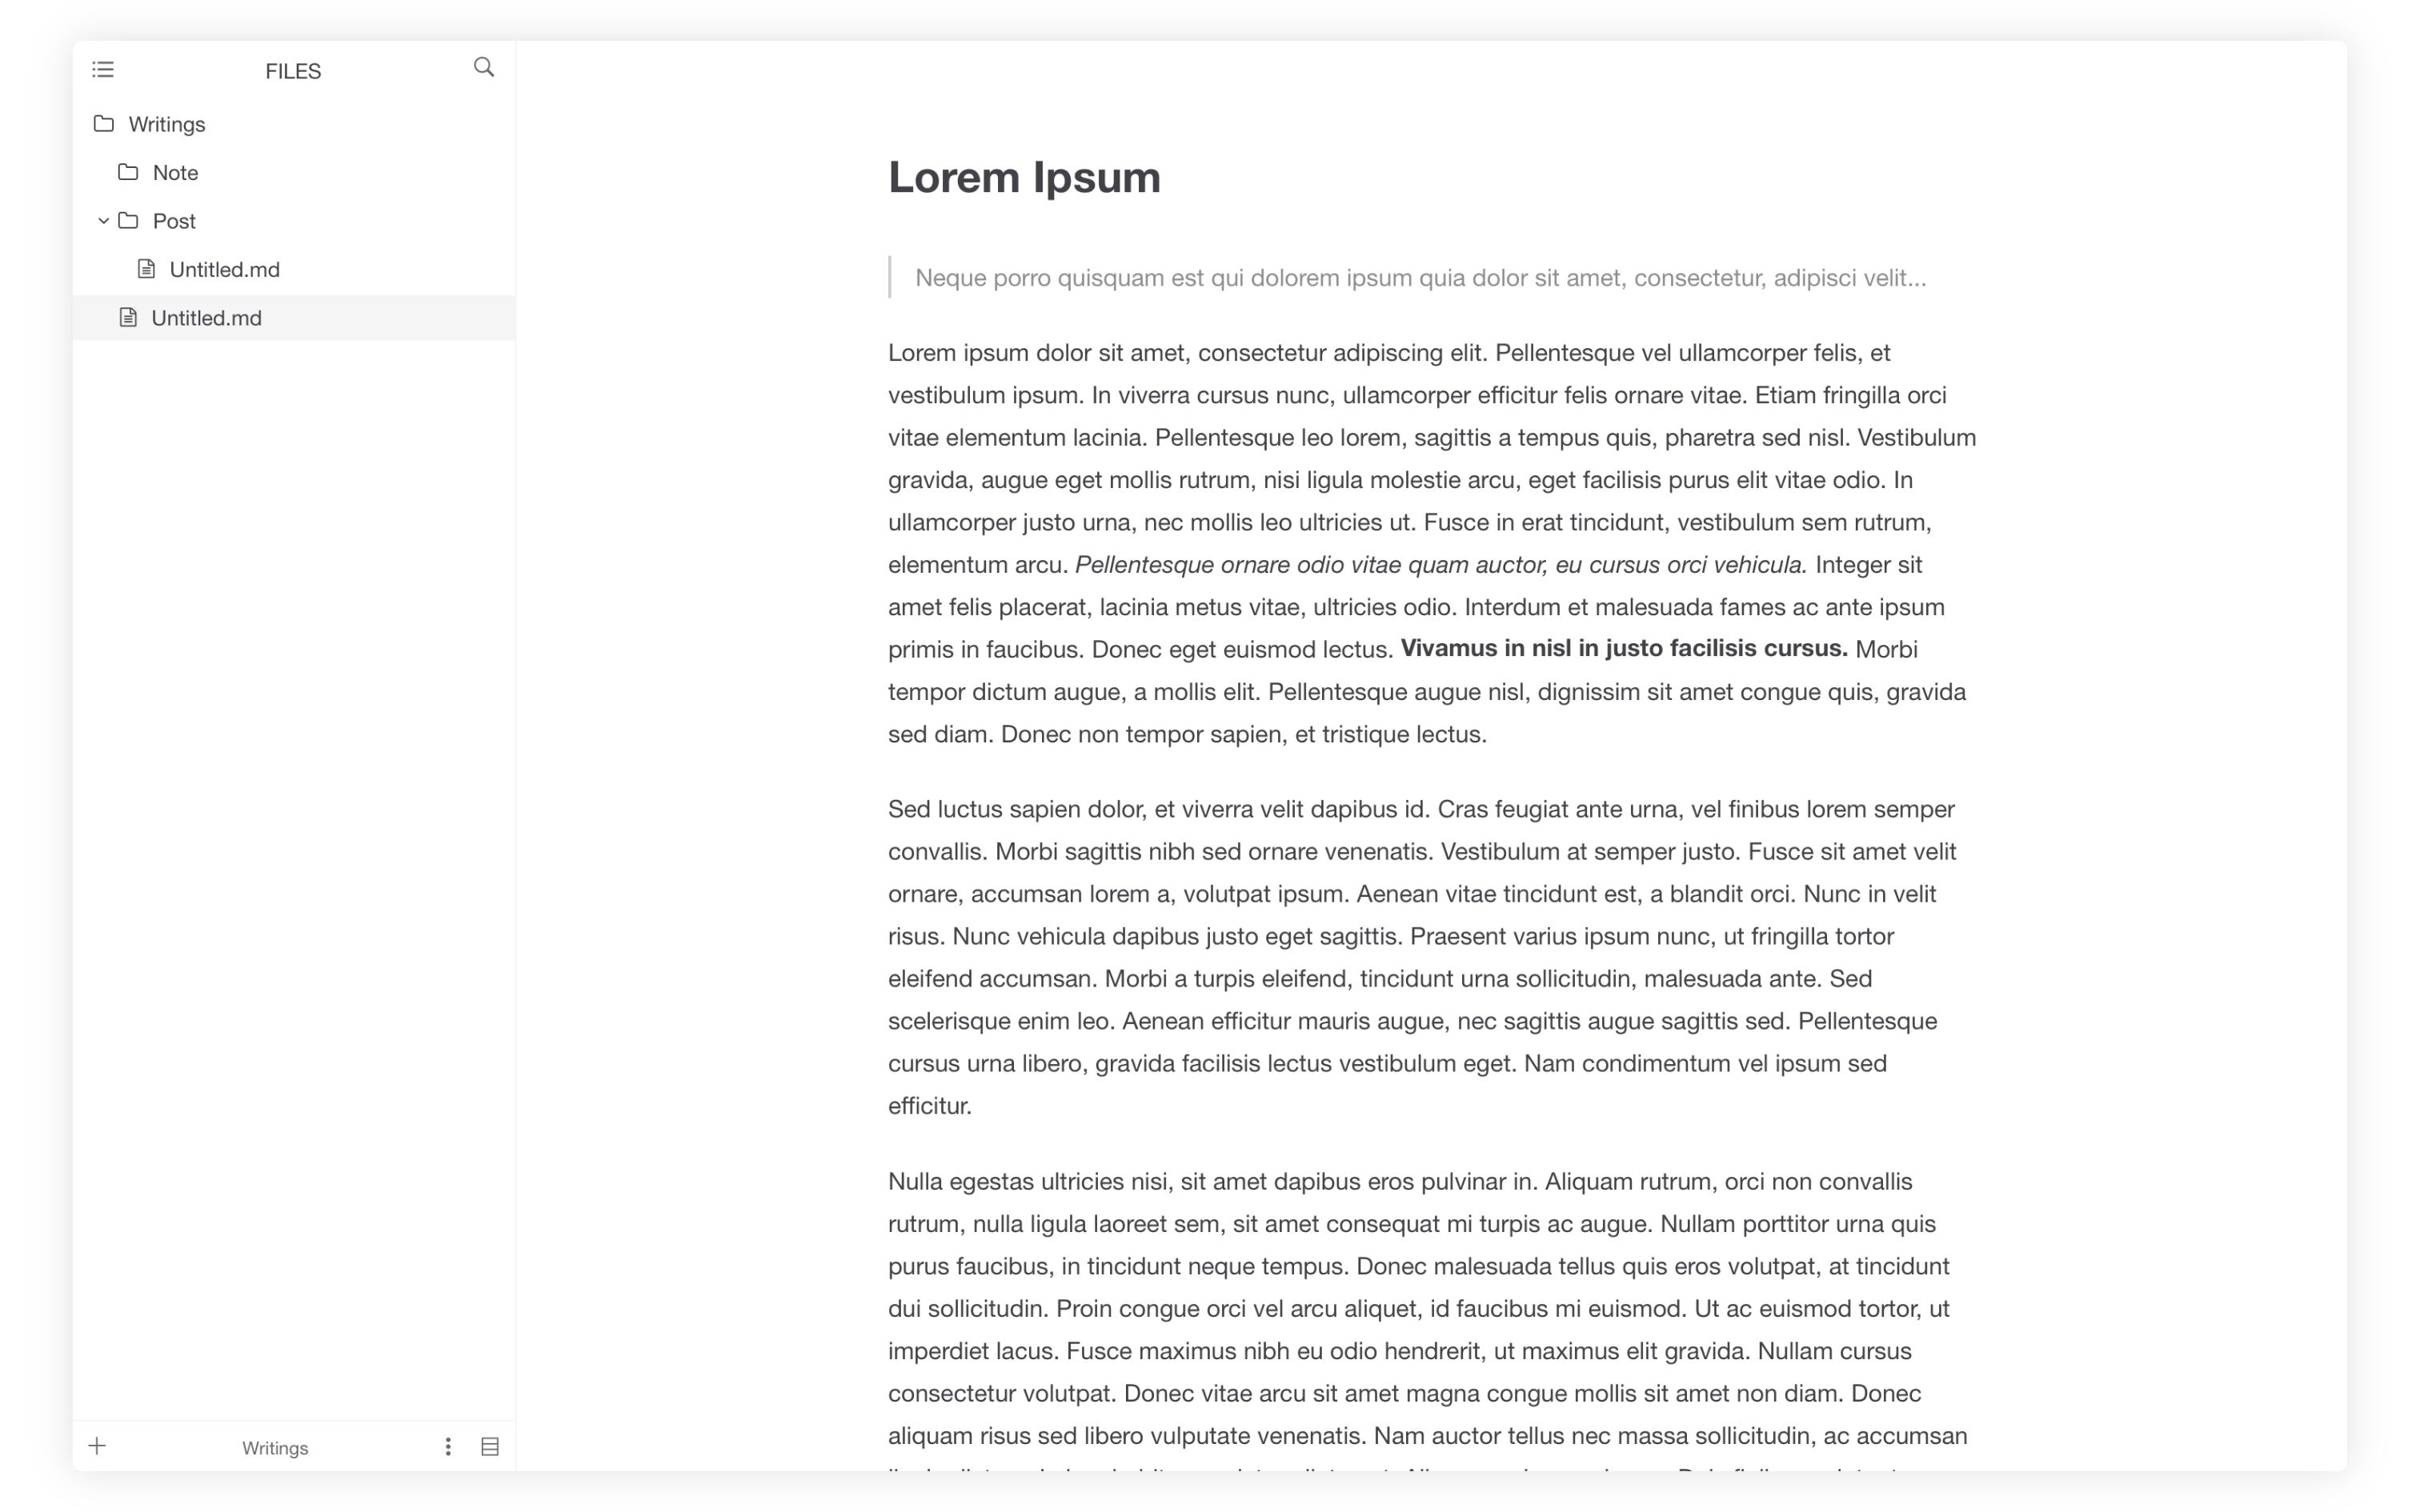 FILES
Writings
Note
Post
Untitled.md
Untitled.md
Writings
Lorem Ipsum
Neque porro quisquam est qui dolorem ipsum quia dolor sit amet, consectetur, adipisci velit...
Lorem ipsum dolor sit amet, consectetur adipiscing elit. Pellentesque vel ullamcorper felis, et
vestibulum ipsum. In viverra cursus nunc, ullamcorper efficitur felis ornare vitae. Etiam fringilla orci
vitae elementum lacinia. Pellentesque leo lorem, sagittis a tempus quis, pharetra sed nisl. Vestibulum
gravida, augue eget mollis rutrum, nisi ligula molestie arcu, eget facilisis purus elit vitae odio. In
ullamcorper justo urna, nec mollis leo ultricies ut. Fusce in erat tincidunt, vestibulum sem rutrum,
elementum arcu. Pellentesque ornare odio vitae quam auctor, eu cursus orci vehicula. Integer sit
amet felis placerat, lacinia metus vitae, ultricies odio. Interdum et malesuada fames ac ante ipsum
primis in faucibus. Donec eget euismod lectus. Vivamus in nisl in justo facilisis cursus. Morbi
tempor dictum augue, a mollis elit. Pellentesque augue nisl, dignissim sit amet congue quis, gravida
sed diam. Donec non tempor sapien, et tristique lectus.
Sed luctus sapien dolor, et viverra velit dapibus id. Cras feugiat ante urna, vel finibus lorem semper
convallis. Morbi sagittis nibh sed ornare venenatis. Vestibulum at semper justo. Fusce sit amet velit
ornare, accumsan lorem a, volutpat ipsum. Aenean vitae tincidunt est, a blandit orci. Nunc in velit
risus. Nunc vehicula dapibus justo eget sagittis. Praesent varius ipsum nunc, ut fringilla tortor
eleifend accumsan. Morbi a turpis eleifend, tincidunt urna sollicitudin, malesuada ante. Sed
scelerisque enim leo. Aenean efficitur mauris augue, nec sagittis augue sagittis sed. Pellentesque
cursus urna libero, gravida facilisis lectus vestibulum eget. Nam condimentum vel ipsum sed
efficitur.
Nulla egestas ultricies nisi, sit amet dapibus eros pulvinar in. Aliquam rutrum, orci non convallis
rutrum, nulla ligula laoreet sem, sit amet consequat mi turpis ac augue. Nullam porttitor urna quis
purus faucibus, in tincidunt neque tempus. Donec malesuada tellus quis eros volutpat, at tincidunt
dui sollicitudin. Proin congue orci vel arcu aliquet, id faucibus mi euismod. Ut ac euismod tortor, ut
imperdiet lacus. Fusce maximus nibh eu odio hendrerit, ut maximus elit gravida. Nullam cursus
consectetur volutpat. Donec vitae arcu sit amet magna congue mollis sit amet non diam. Donec
aliquam risus sed libero vulputate venenatis. Nam auctor tellus nec massa sollicitudin, ac accumsan